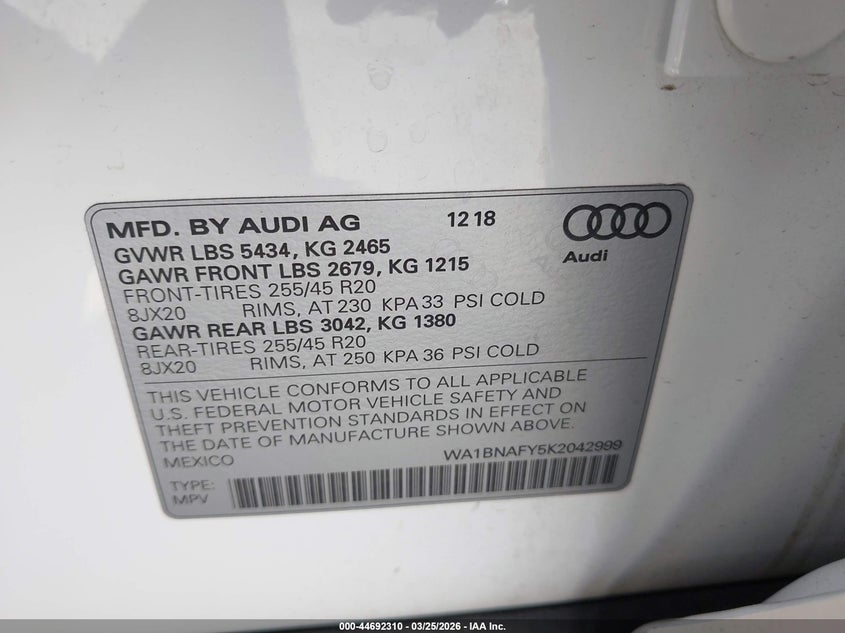 MFD. BY AUDI AG 12 18
Audi
GVWR LBS 5434, KG 2465
GAWR FRONT LBS 2679, KG 1215
FRONT-TIRES 255/45 R20
8JX20 RIMS, AT 230 KPA 33 PSI COLD
GAWR REAR LBS 3042, KG 1380
REAR-TIRES 255/45 R20
8JX20 RIMS, AT 250 KPA 36 PSI COLD
THIS VEHICLE CONFORMS TO ALL APPLICABLE
U.S. FEDERAL MOTOR VEHICLE SAFETY AND
THEFT PREVENTION STANDARDS IN EFFECT ON
THE DATE OF MANUFACTURE SHOWN ABOVE.
MEXICO WA1BNAFY5K2042999
TYPE:
MPV
000-44692310 - 03/25/2026 - IAA Inc.